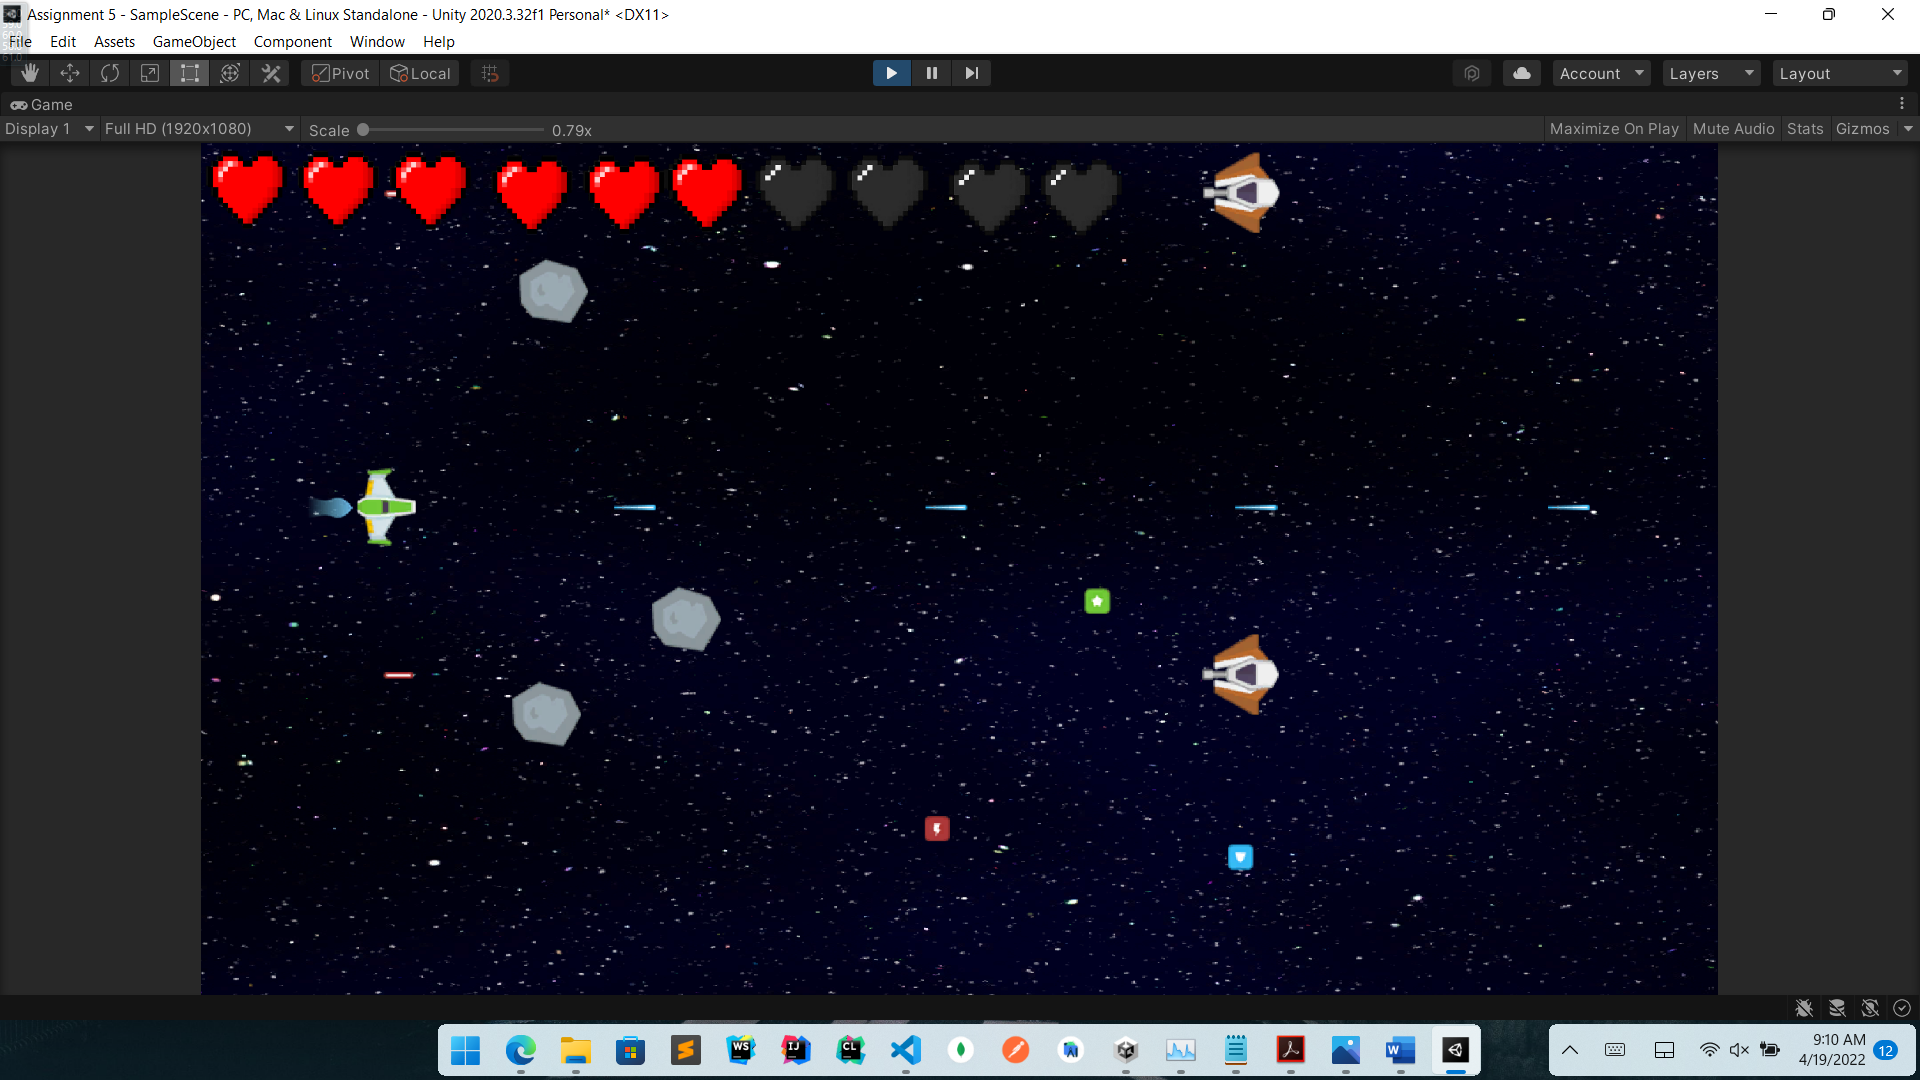 Assignment 5 - SampleScene - PC, Mac & Linux Standalone - Unity 2020.3.32f1 Personal* <DX11>
File Edit Assets GameObject Component Window Help
Pivot Local Account Layers Layout
Game
Display 1 Full HD (1920x1080) Scale 0.79x Maximize On Play Mute Audio Stats Gizmos
WS IJ CL W
9:10 AM
4/19/2022 12